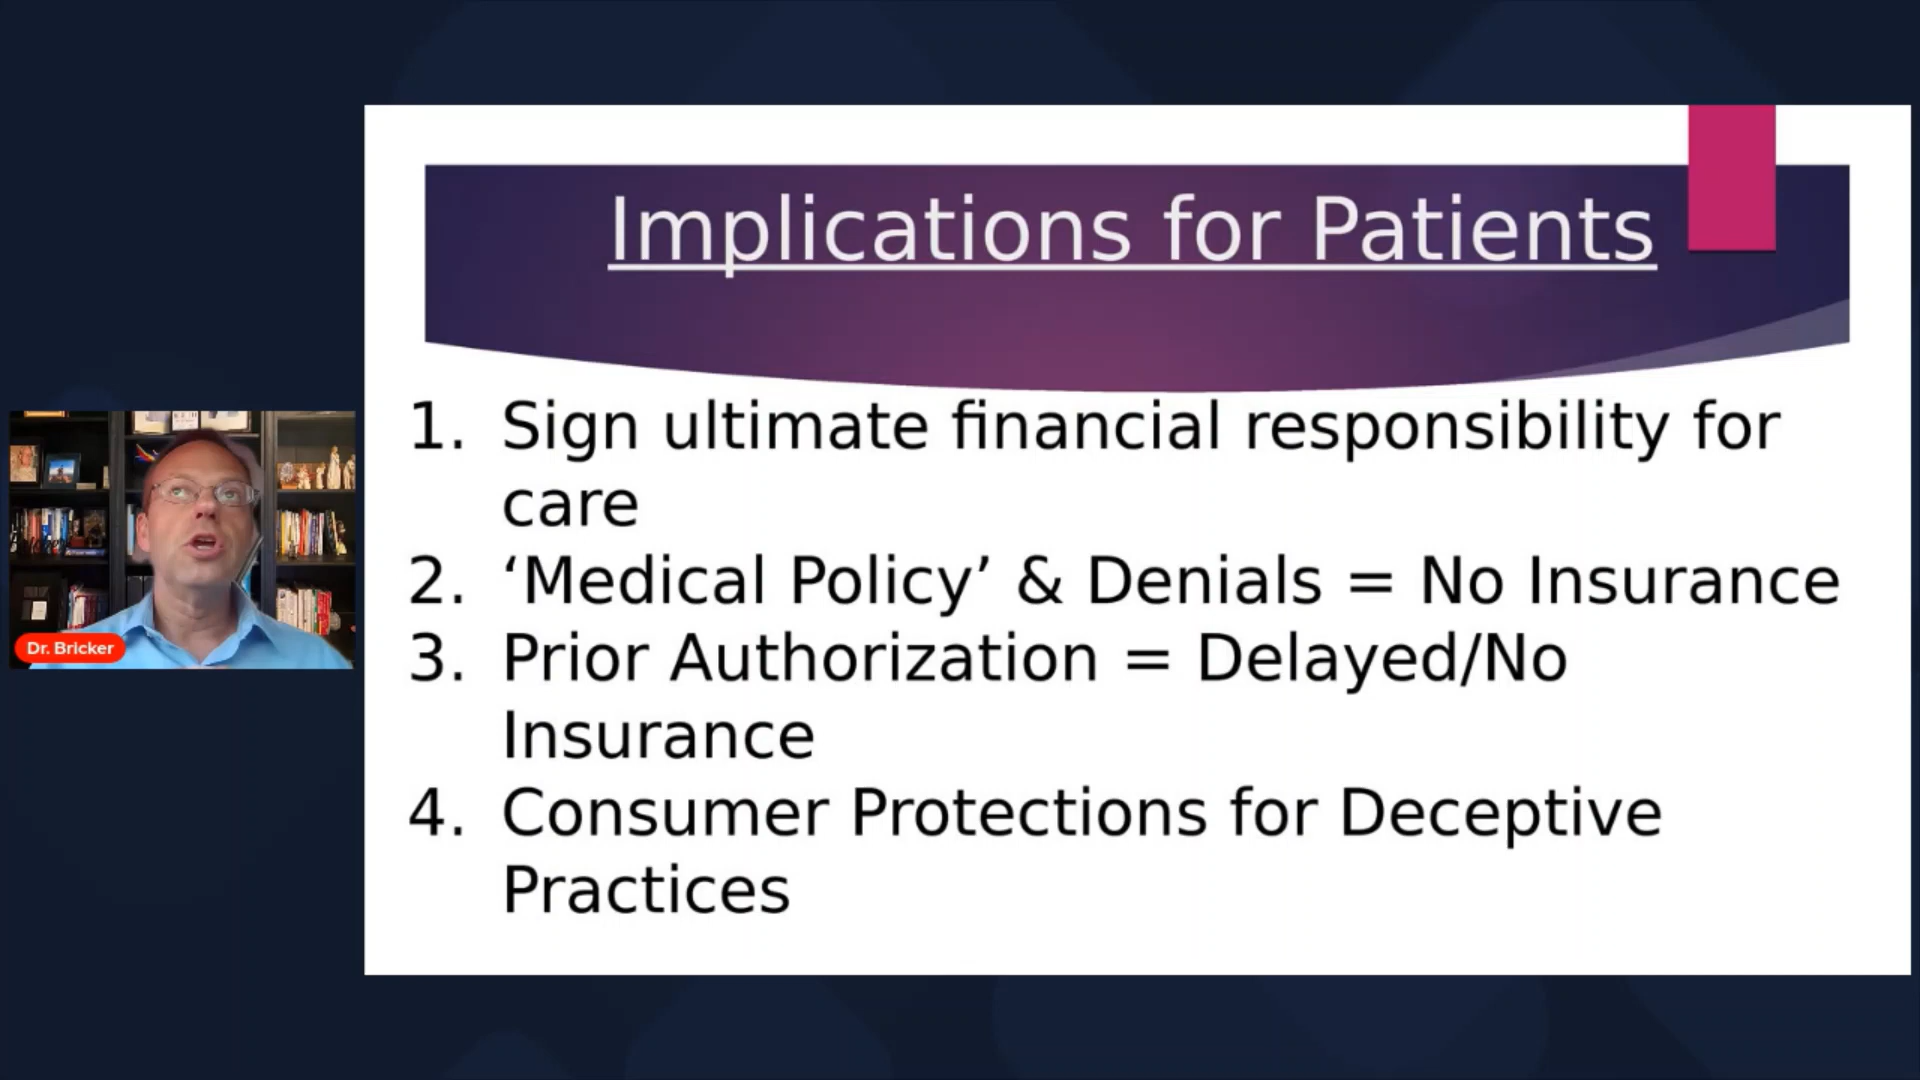 Implications for Patients
1. Sign ultimate financial responsibility for
care
2. ‘Medical Policy’ & Denials = No Insurance
3. Prior Authorization = Delayed/No
Insurance
4. Consumer Protections for Deceptive
Practices
Dr. Bricker